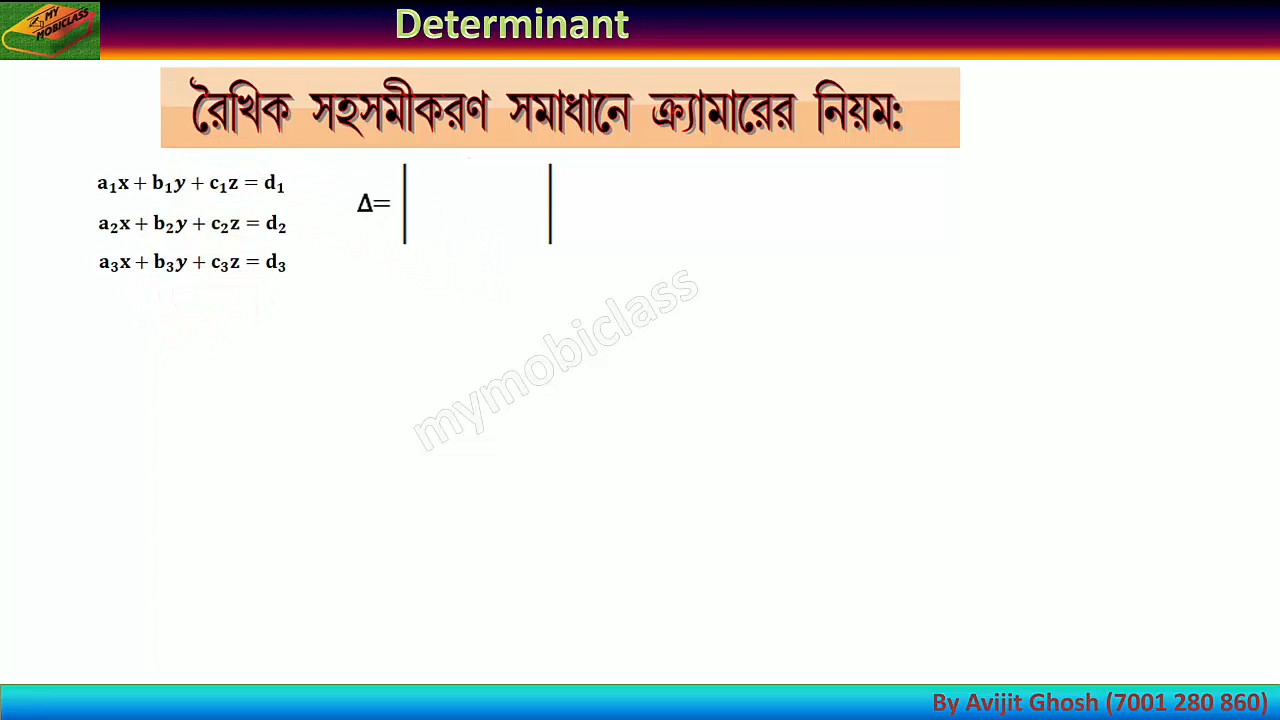 MY MOBICLASS
Determinant
রৈখিক সহসমীকরণ সমাধানে ক্র্যামারের নিয়ম:
a₁x + b₁y + c₁z = d₁
Δ=
a₂x + b₂y + c₂z = d₂
a₃x + b₃y + c₃z = d₃
mymobiclass
By Avijit Ghosh (7001 280 860)